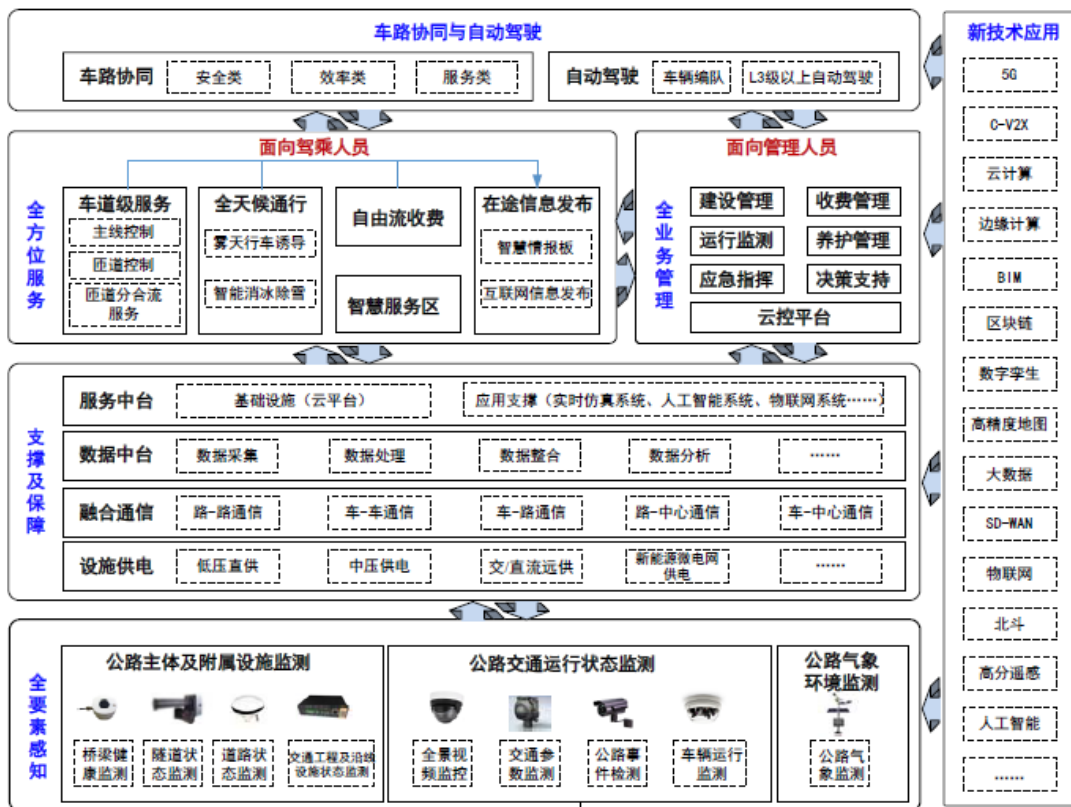 车路协同与自动驾驶
车路协同
安全类
效率类
服务类
自动驾驶
车辆编队
L3级以上自动驾驶
全方位服务
面向驾乘人员
车道级服务
主线控制
匝道控制
匝道分合流
服务
全天候通行
雾天行车诱导
智能消冰除雪
自由流收费
智慧服务区
在途信息发布
智慧情报板
互联网信息发布
全业务管理
面向管理人员
建设管理
收费管理
运行监测
养护管理
应急指挥
决策支持
云控平台
支撑及保障
服务中台
基础设施（云平台）
应用支撑（实时仿真系统、人工智能系统、物联网系统……）
数据中台
数据采集
数据处理
数据整合
数据分析
……
融合通信
路-路通信
车-车通信
车-路通信
路-中心通信
车-中心通信
设施供电
低压直供
中压供电
交/直流远供
新能源微电网
供电
……
全要素感知
公路主体及附属设施监测
桥梁健
康监测
隧道状
态监测
道路状
态监测
交通工程及沿线
设施状态监测
公路交通运行状态监测
全景视
频监控
交通参
数监测
公路事
件检测
车辆运行
监测
公路气象
环境监测
公路气
象监测
新技术应用
5G
C-V2X
云计算
边缘计算
BIM
区块链
数字孪生
高精度地图
大数据
SD-WAN
物联网
北斗
高分遥感
人工智能
……